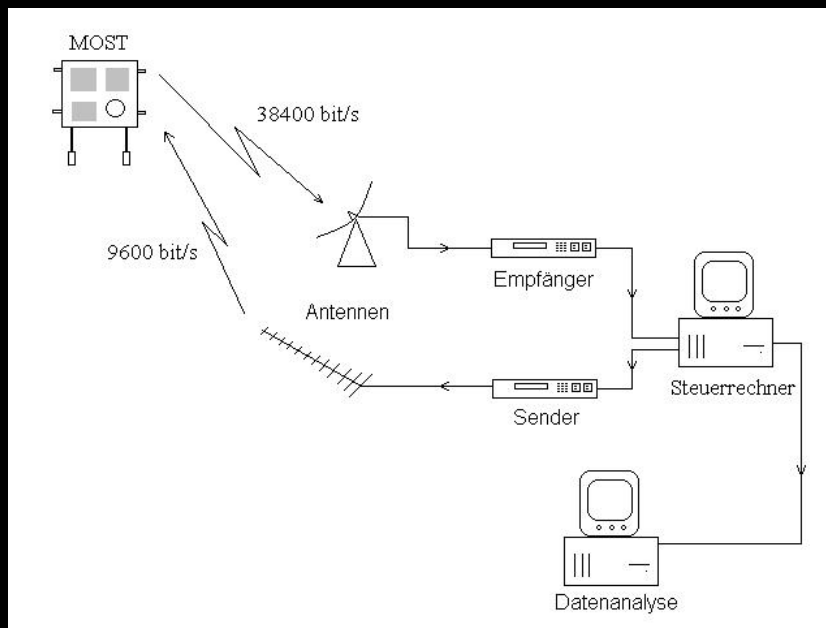 MOST
38400 bit/s
9600 bit/s
Empfänger
Antennen
Steuerrechner
Sender
Datenanalyse